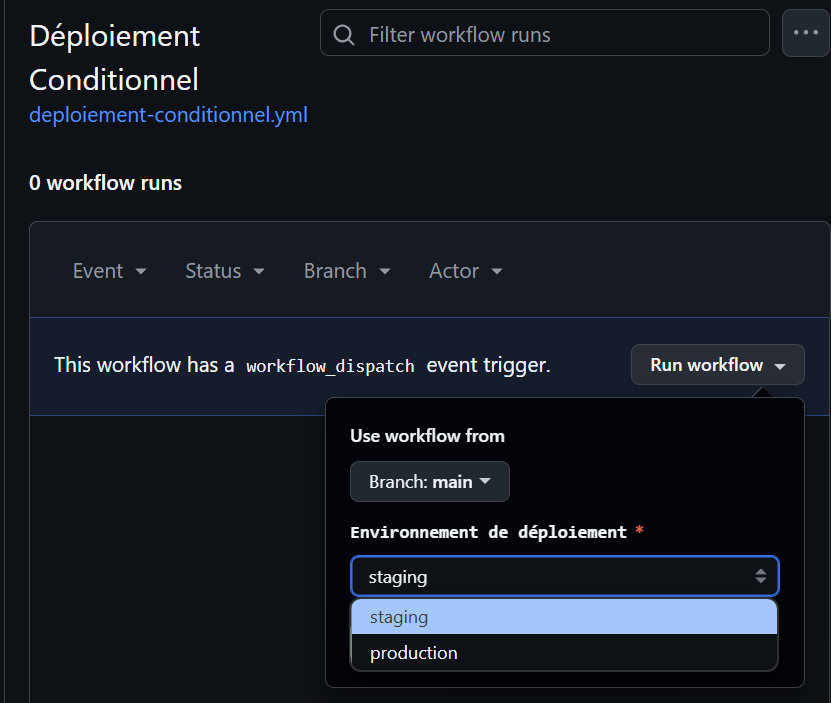 Déploiement
Conditionnel
Filter workflow runs
deploiement-conditionnel.yml
0 workflow runs
Event Status Branch Actor
This workflow has a workflow_dispatch event trigger. Run workflow
Use workflow from
Branch: main
Environnement de déploiement *
staging
staging
production